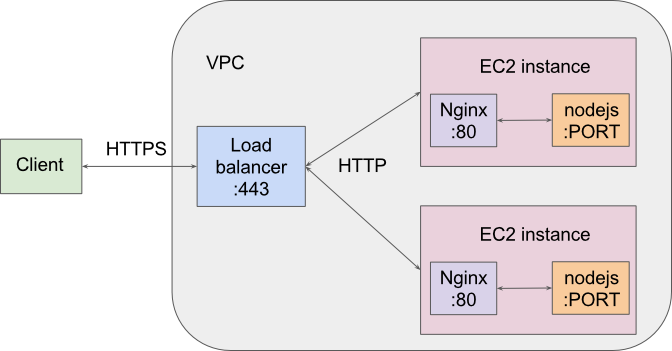 VPC
Client
HTTPS
Load
balancer
:443
HTTP
EC2 instance
Nginx
:80
nodejs
:PORT
EC2 instance
Nginx
:80
nodejs
:PORT